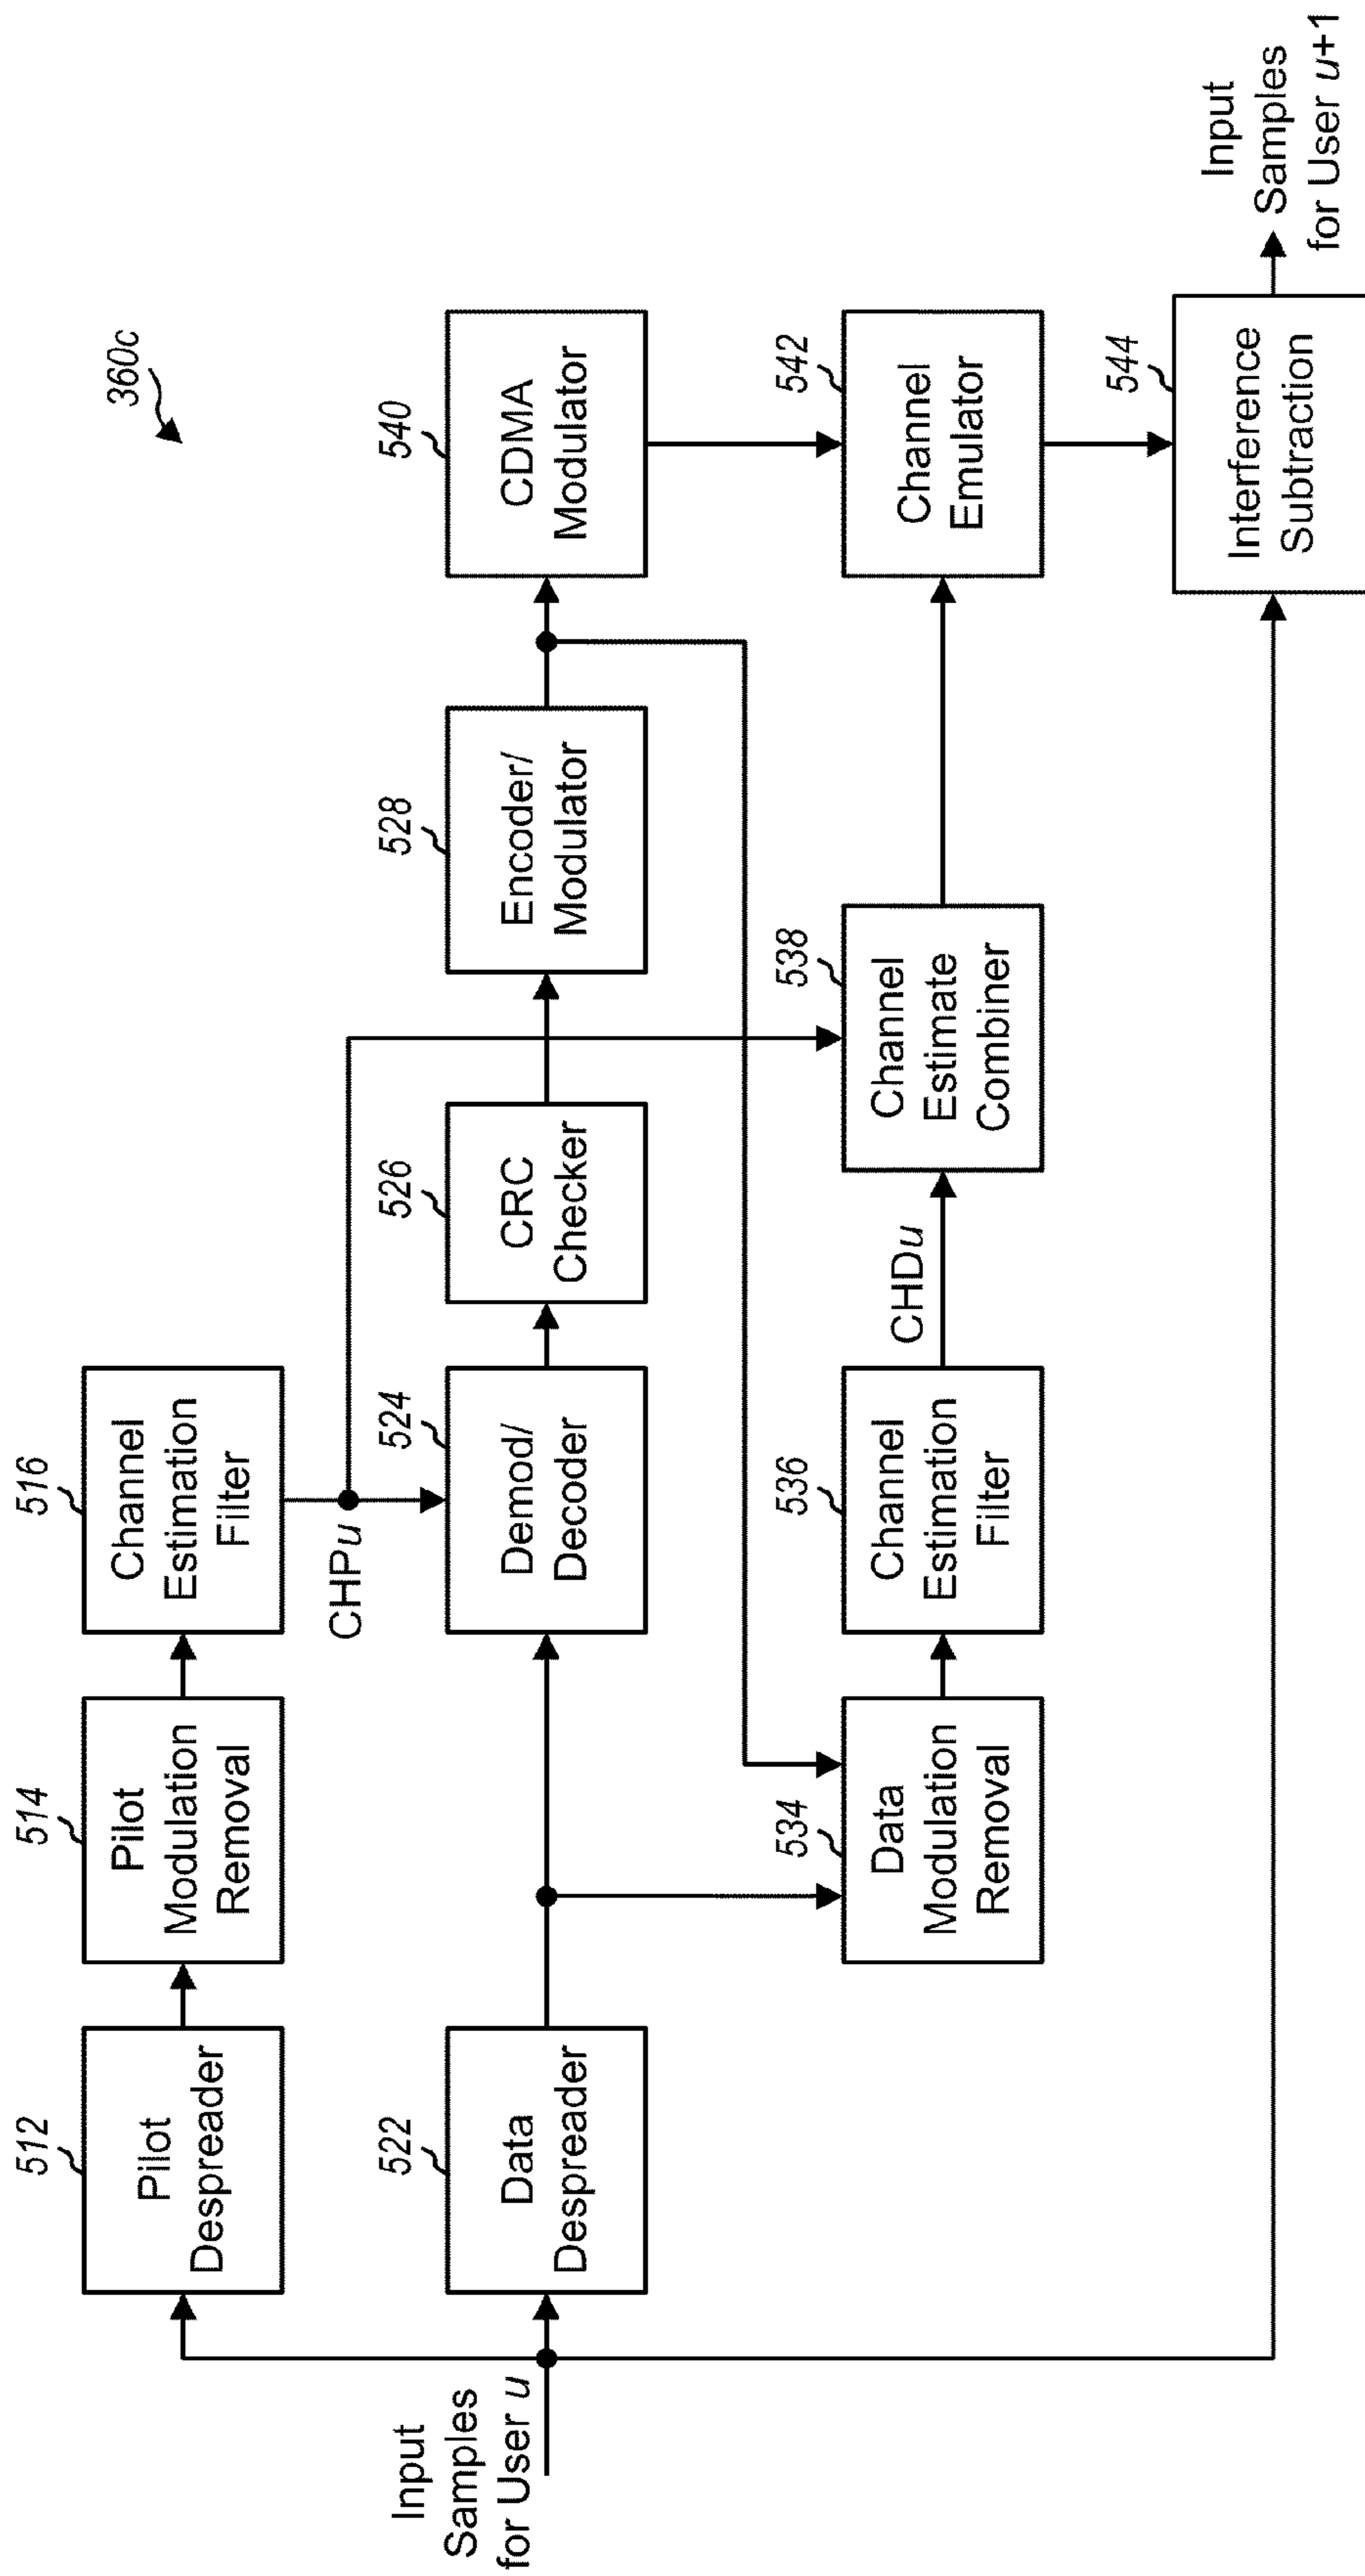 360c
512
Pilot
Despreader
514
Pilot
Modulation
Removal
516
Channel
Estimation
Filter
CHPu
Input
Samples
for User u
522
Data
Despreader
524
Demod/
Decoder
526
CRC
Checker
528
Encoder/
Modulator
540
CDMA
Modulator
534
Data
Modulation
Removal
536
Channel
Estimation
Filter
CHDu
538
Channel
Estimate
Combiner
542
Channel
Emulator
544
Interference
Subtraction
Input
Samples
for User u+1